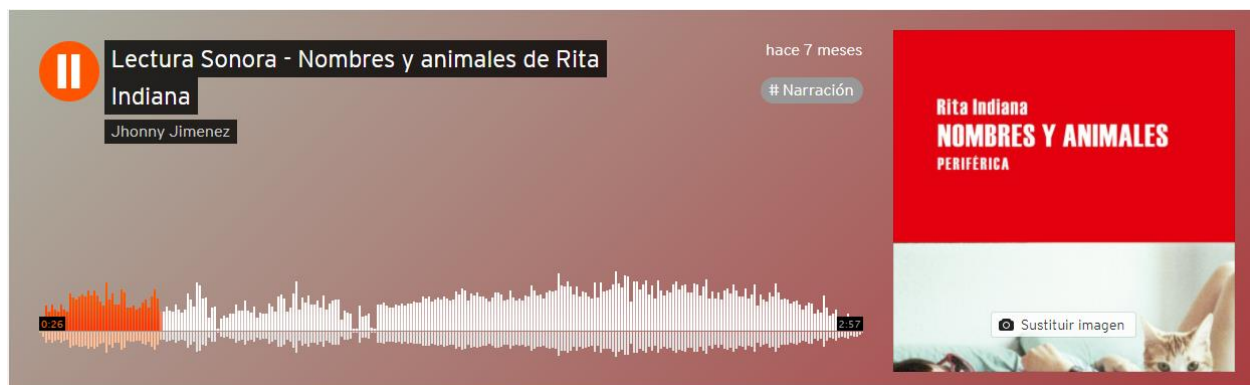 Lectura Sonora - Nombres y animales de Rita
Indiana
Jhonny Jimenez
hace 7 meses
# Narración
0:26
2:57
Rita Indiana
NOMBRES Y ANIMALES
PERIFÉRICA
Sustituir imagen